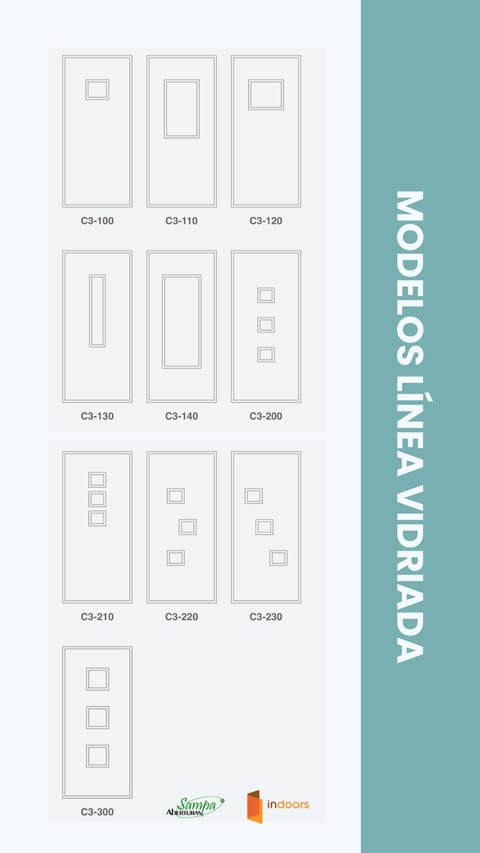 C3-100 C3-110 C3-120
C3-130 C3-140 C3-200
C3-210 C3-220 C3-230
C3-300
Sampa
ABERTURAS
indoors
MODELOS LÍNEA VIDRIADA